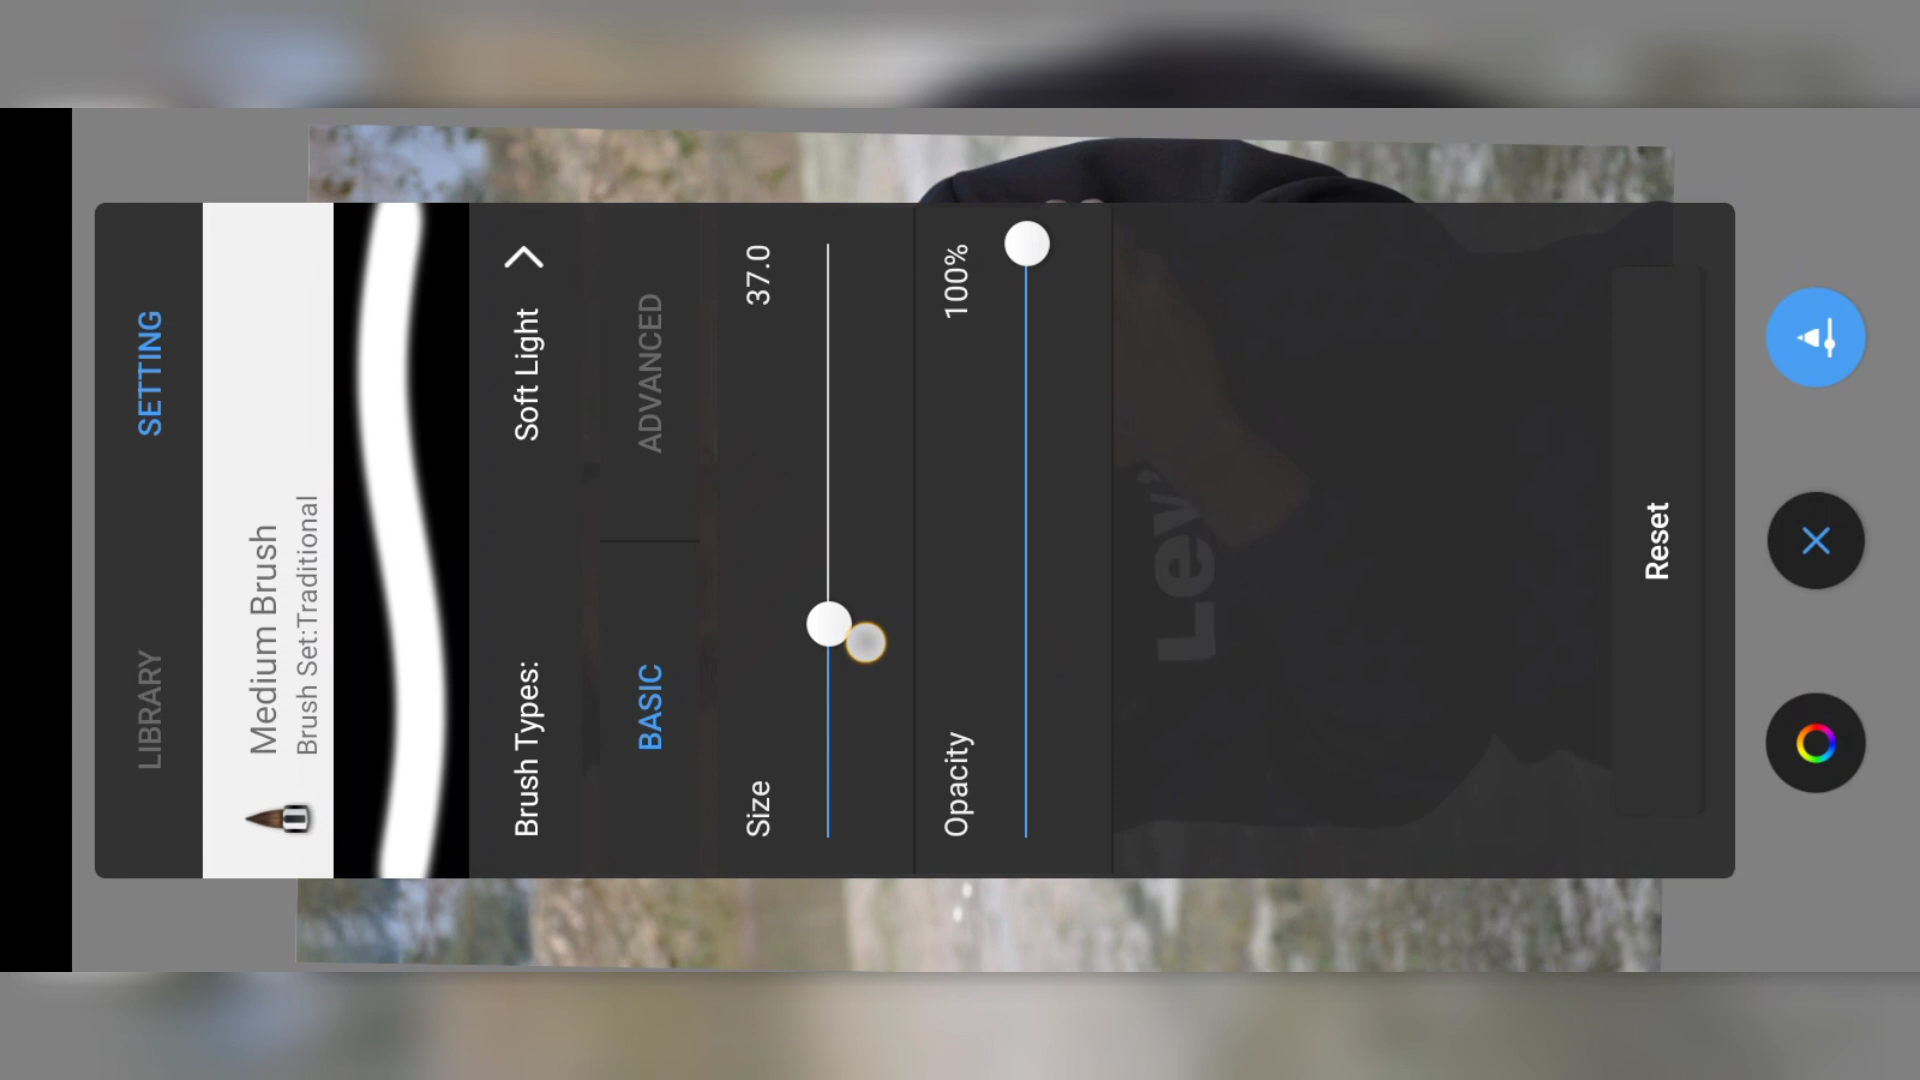 LIBRARY SETTING
Medium Brush
Brush Set:Traditional
Brush Types: Soft Light
BASIC ADVANCED
Size 37.0
Opacity 100%
Lev'
Reset